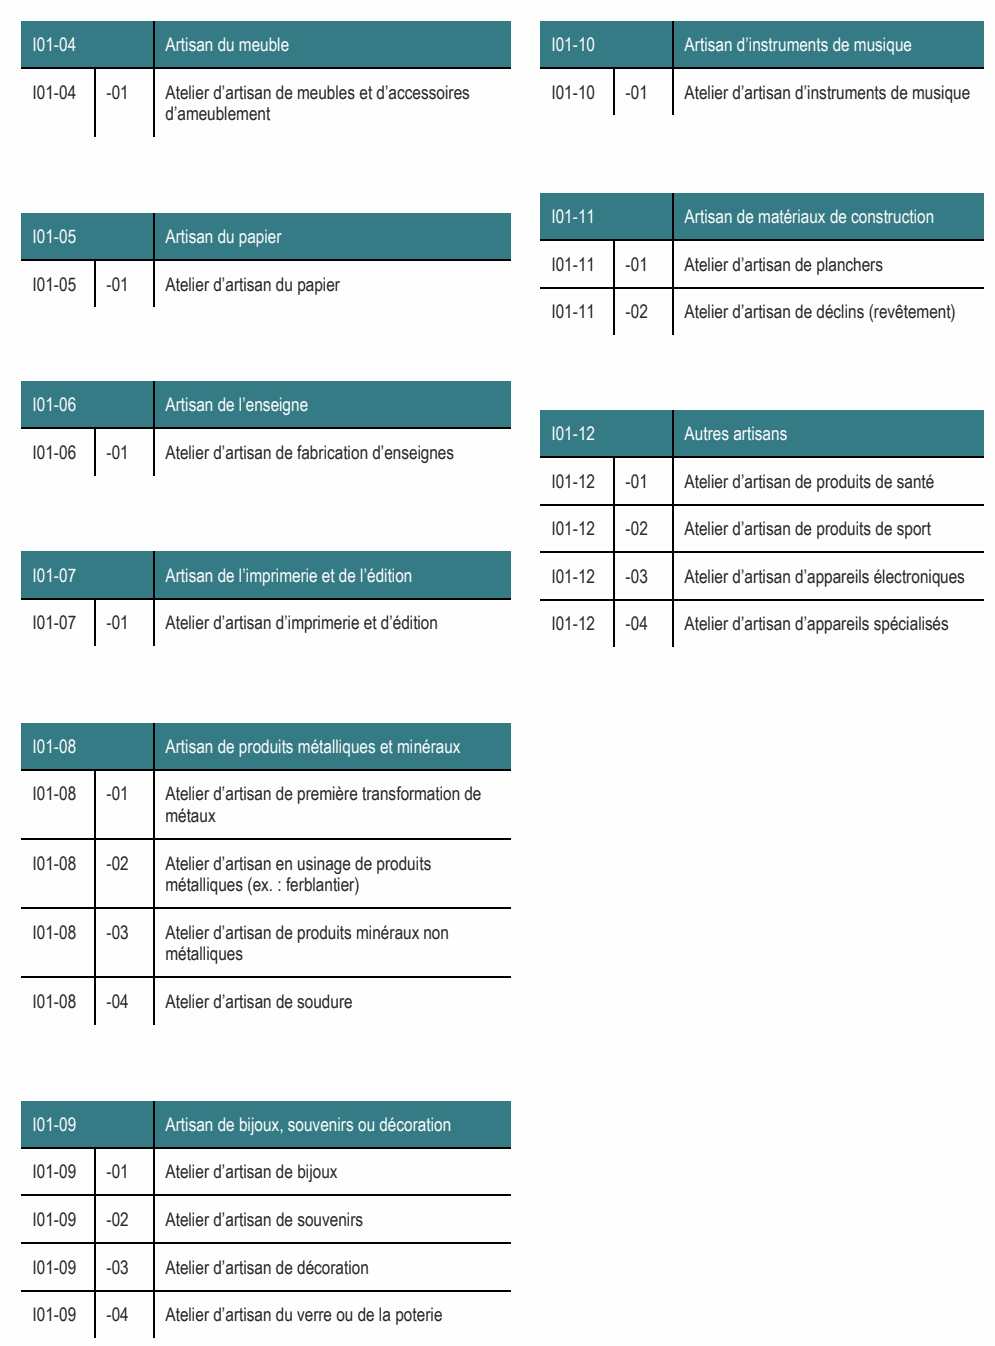 I01-04 Artisan du meuble
I01-04 -01 Atelier d’artisan de meubles et d’accessoires
d’ameublement
I01-05 Artisan du papier
I01-05 -01 Atelier d’artisan du papier
I01-06 Artisan de l’enseigne
I01-06 -01 Atelier d’artisan de fabrication d’enseignes
I01-07 Artisan de l’imprimerie et de l’édition
I01-07 -01 Atelier d’artisan d’imprimerie et d’édition
I01-08 Artisan de produits métalliques et minéraux
I01-08 -01 Atelier d’artisan de première transformation de
métaux
I01-08 -02 Atelier d’artisan en usinage de produits
métalliques (ex. : ferblantier)
I01-08 -03 Atelier d’artisan de produits minéraux non
métalliques
I01-08 -04 Atelier d’artisan de soudure
I01-09 Artisan de bijoux, souvenirs ou décoration
I01-09 -01 Atelier d’artisan de bijoux
I01-09 -02 Atelier d’artisan de souvenirs
I01-09 -03 Atelier d’artisan de décoration
I01-09 -04 Atelier d’artisan du verre ou de la poterie
I01-10 Artisan d’instruments de musique
I01-10 -01 Atelier d’artisan d’instruments de musique
I01-11 Artisan de matériaux de construction
I01-11 -01 Atelier d’artisan de planchers
I01-11 -02 Atelier d’artisan de déclins (revêtement)
I01-12 Autres artisans
I01-12 -01 Atelier d’artisan de produits de santé
I01-12 -02 Atelier d’artisan de produits de sport
I01-12 -03 Atelier d’artisan d’appareils électroniques
I01-12 -04 Atelier d’artisan d’appareils spécialisés